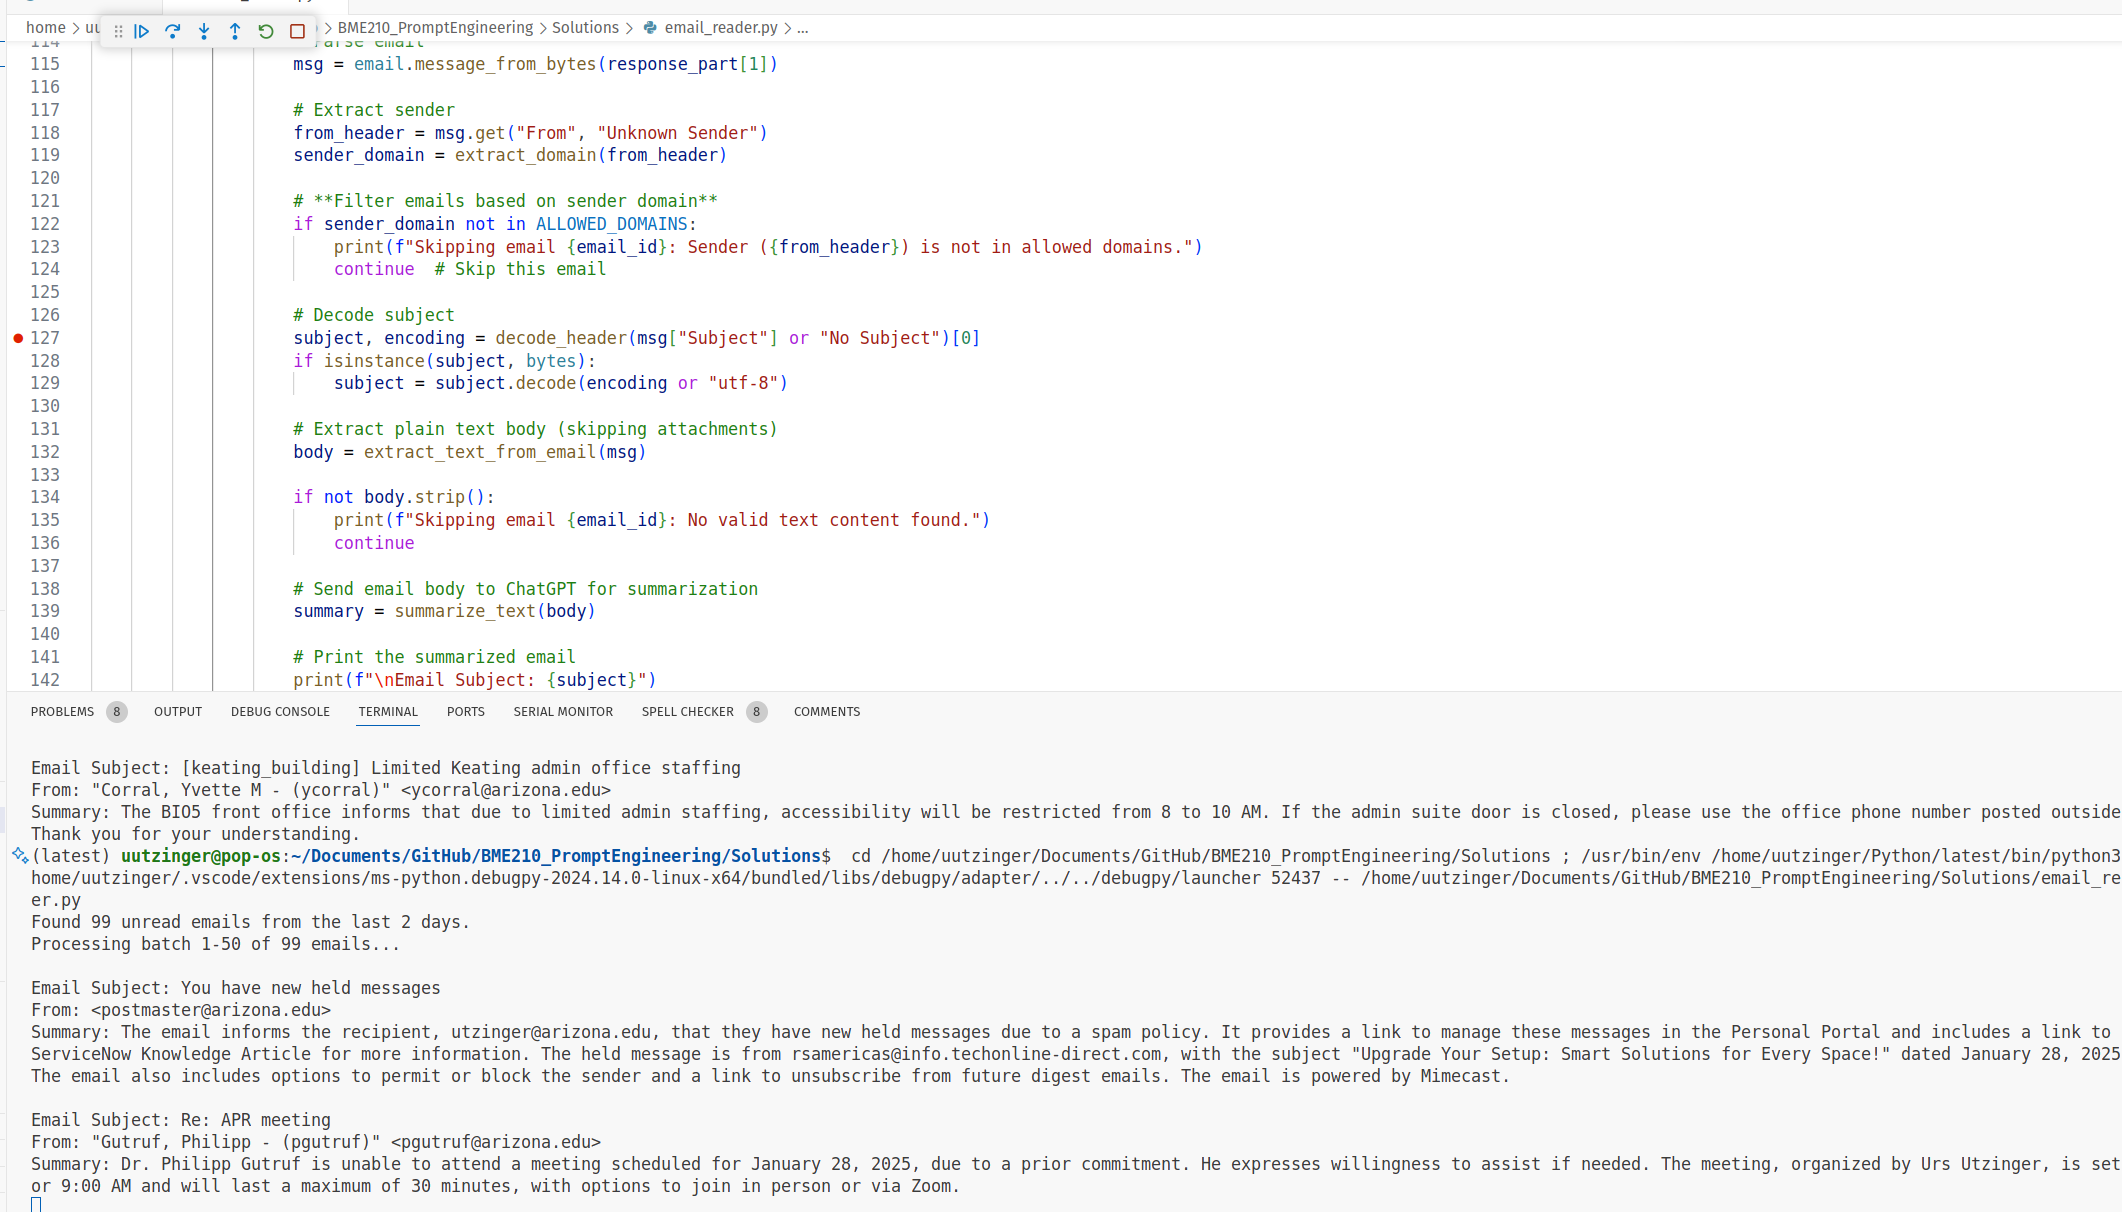 home > > BME210_PromptEngineering > Solutions > email_reader.py > ...
114
115 msg = email.message_from_bytes(response_part[1])
116
117 # Extract sender
118 from_header = msg.get("From", "Unknown Sender")
119 sender_domain = extract_domain(from_header)
120
121 # **Filter emails based on sender domain**
122 if sender_domain not in ALLOWED_DOMAINS:
123 print(f"Skipping email {email_id}: Sender ({from_header}) is not in allowed domains.")
124 continue # Skip this email
125
126 # Decode subject
127 subject, encoding = decode_header(msg["Subject"] or "No Subject")[0]
128 if isinstance(subject, bytes):
129 subject = subject.decode(encoding or "utf-8")
130
131 # Extract plain text body (skipping attachments)
132 body = extract_text_from_email(msg)
133
134 if not body.strip():
135 print(f"Skipping email {email_id}: No valid text content found.")
136 continue
137
138 # Send email body to ChatGPT for summarization
139 summary = summarize_text(body)
140
141 # Print the summarized email
142 print(f"\nEmail Subject: {subject}")
PROBLEMS 8 OUTPUT DEBUG CONSOLE TERMINAL PORTS SERIAL MONITOR SPELL CHECKER 8 COMMENTS
Email Subject: [keating_building] Limited Keating admin office staffing
From: "Corral, Yvette M - (ycorral)" <ycorral@arizona.edu>
Summary: The BIO5 front office informs that due to limited admin staffing, accessibility will be restricted from 8 to 10 AM. If the admin suite door is closed, please use the office phone number posted outside
Thank you for your understanding.
(latest) uutzinger@pop-os:~/Documents/GitHub/BME210_PromptEngineering/Solutions$ cd /home/uutzinger/Documents/GitHub/BME210_PromptEngineering/Solutions ; /usr/bin/env /home/uutzinger/Python/latest/bin/python3
home/uutzinger/.vscode/extensions/ms-python.debugpy-2024.14.0-linux-x64/bundled/libs/debugpy/adapter/../../debugpy/launcher 52437 -- /home/uutzinger/Documents/GitHub/BME210_PromptEngineering/Solutions/email_re
er.py
Found 99 unread emails from the last 2 days.
Processing batch 1-50 of 99 emails...
Email Subject: You have new held messages
From: <postmaster@arizona.edu>
Summary: The email informs the recipient, utzinger@arizona.edu, that they have new held messages due to a spam policy. It provides a link to manage these messages in the Personal Portal and includes a link to
ServiceNow Knowledge Article for more information. The held message is from rsamericas@info.techonline-direct.com, with the subject "Upgrade Your Setup: Smart Solutions for Every Space!" dated January 28, 2025
The email also includes options to permit or block the sender and a link to unsubscribe from future digest emails. The email is powered by Mimecast.
Email Subject: Re: APR meeting
From: "Gutruf, Philipp - (pgutruf)" <pgutruf@arizona.edu>
Summary: Dr. Philipp Gutruf is unable to attend a meeting scheduled for January 28, 2025, due to a prior commitment. He expresses willingness to assist if needed. The meeting, organized by Urs Utzinger, is set
or 9:00 AM and will last a maximum of 30 minutes, with options to join in person or via Zoom.